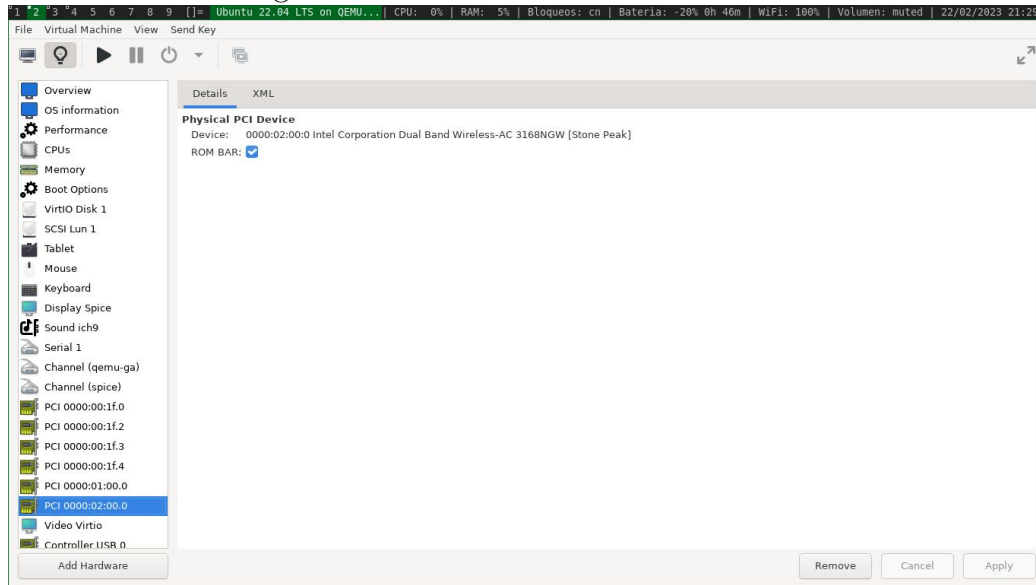 1 2 3 4 5 6 7 8 9 []= Ubuntu 22.04 LTS on QEMU... | CPU: 0% | RAM: 5% | Bloqueos: cn | Bateria: -20% 0h 46m | WiFi: 100% | Volumen: muted | 22/02/2023 21:29
File Virtual Machine View Send Key
Overview
OS information
Performance
CPUs
Memory
Boot Options
VirtIO Disk 1
SCSI Lun 1
Tablet
Mouse
Keyboard
Display Spice
Sound ich9
Serial 1
Channel (qemu-ga)
Channel (spice)
PCI 0000:00:1f.0
PCI 0000:00:1f.2
PCI 0000:00:1f.3
PCI 0000:00:1f.4
PCI 0000:01:00.0
PCI 0000:02:00.0
Video Virtio
Controller USB 0
Add Hardware
Details XML
Physical PCI Device
Device: 0000:02:00:0 Intel Corporation Dual Band Wireless-AC 3168NGW [Stone Peak]
ROM BAR:
Remove Cancel Apply